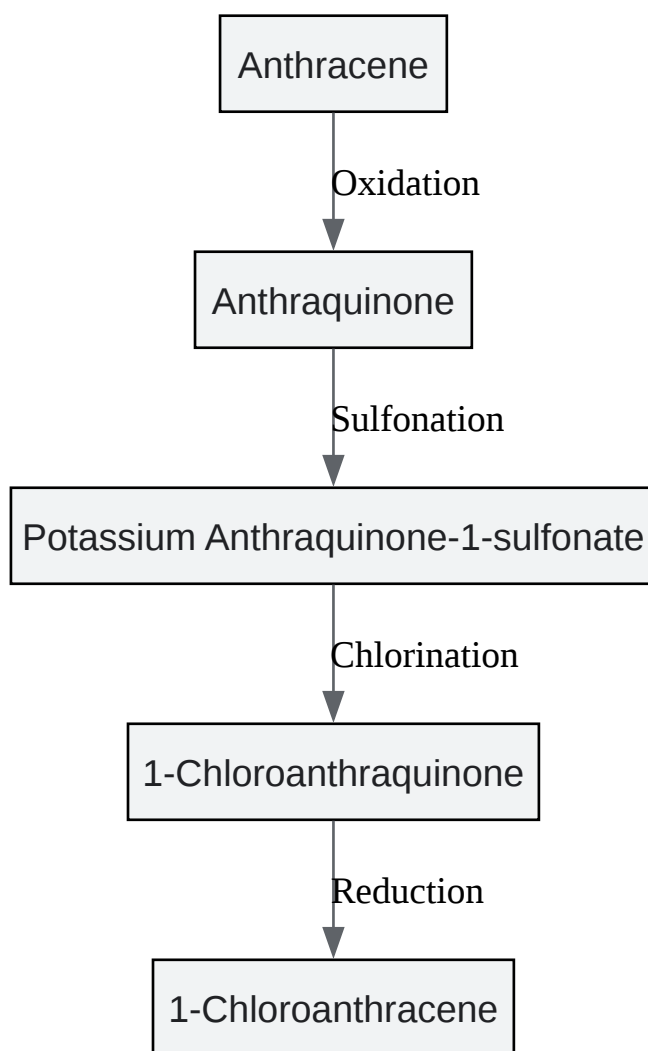 Anthracene
Oxidation
Anthraquinone
Sulfonation
Potassium Anthraquinone-1-sulfonate
Chlorination
1-Chloroanthraquinone
Reduction
1-Chloroanthracene